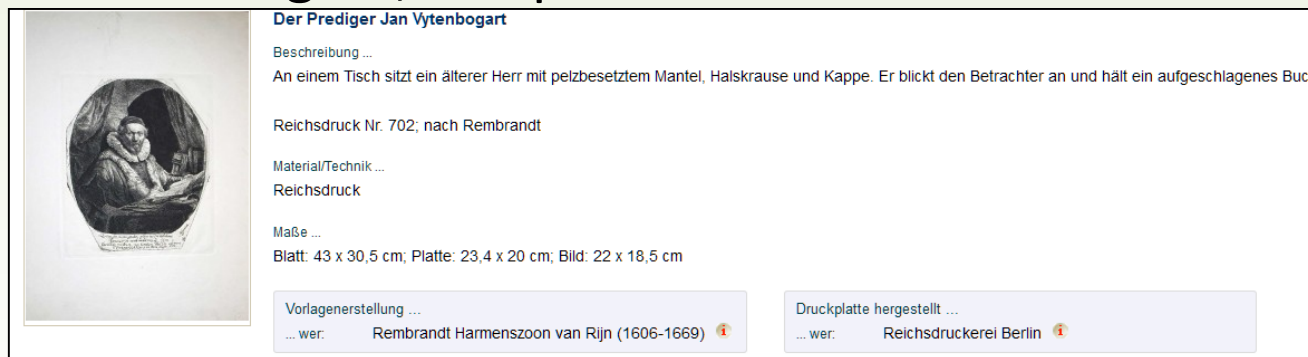 Der Prediger Jan Vytenbogart
Beschreibung ...
An einem Tisch sitzt ein älterer Herr mit pelzbesetztem Mantel, Halskrause und Kappe. Er blickt den Betrachter an und hält ein aufgeschlagenes Buc
Reichsdruck Nr. 702; nach Rembrandt
Material/Technik ...
Reichsdruck
Maße ...
Blatt: 43 x 30,5 cm; Platte: 23,4 x 20 cm; Bild: 22 x 18,5 cm
Vorlagenerstellung ...
... wer: Rembrandt Harmenszoon van Rijn (1606-1669)
Druckplatte hergestellt ...
... wer: Reichsdruckerei Berlin